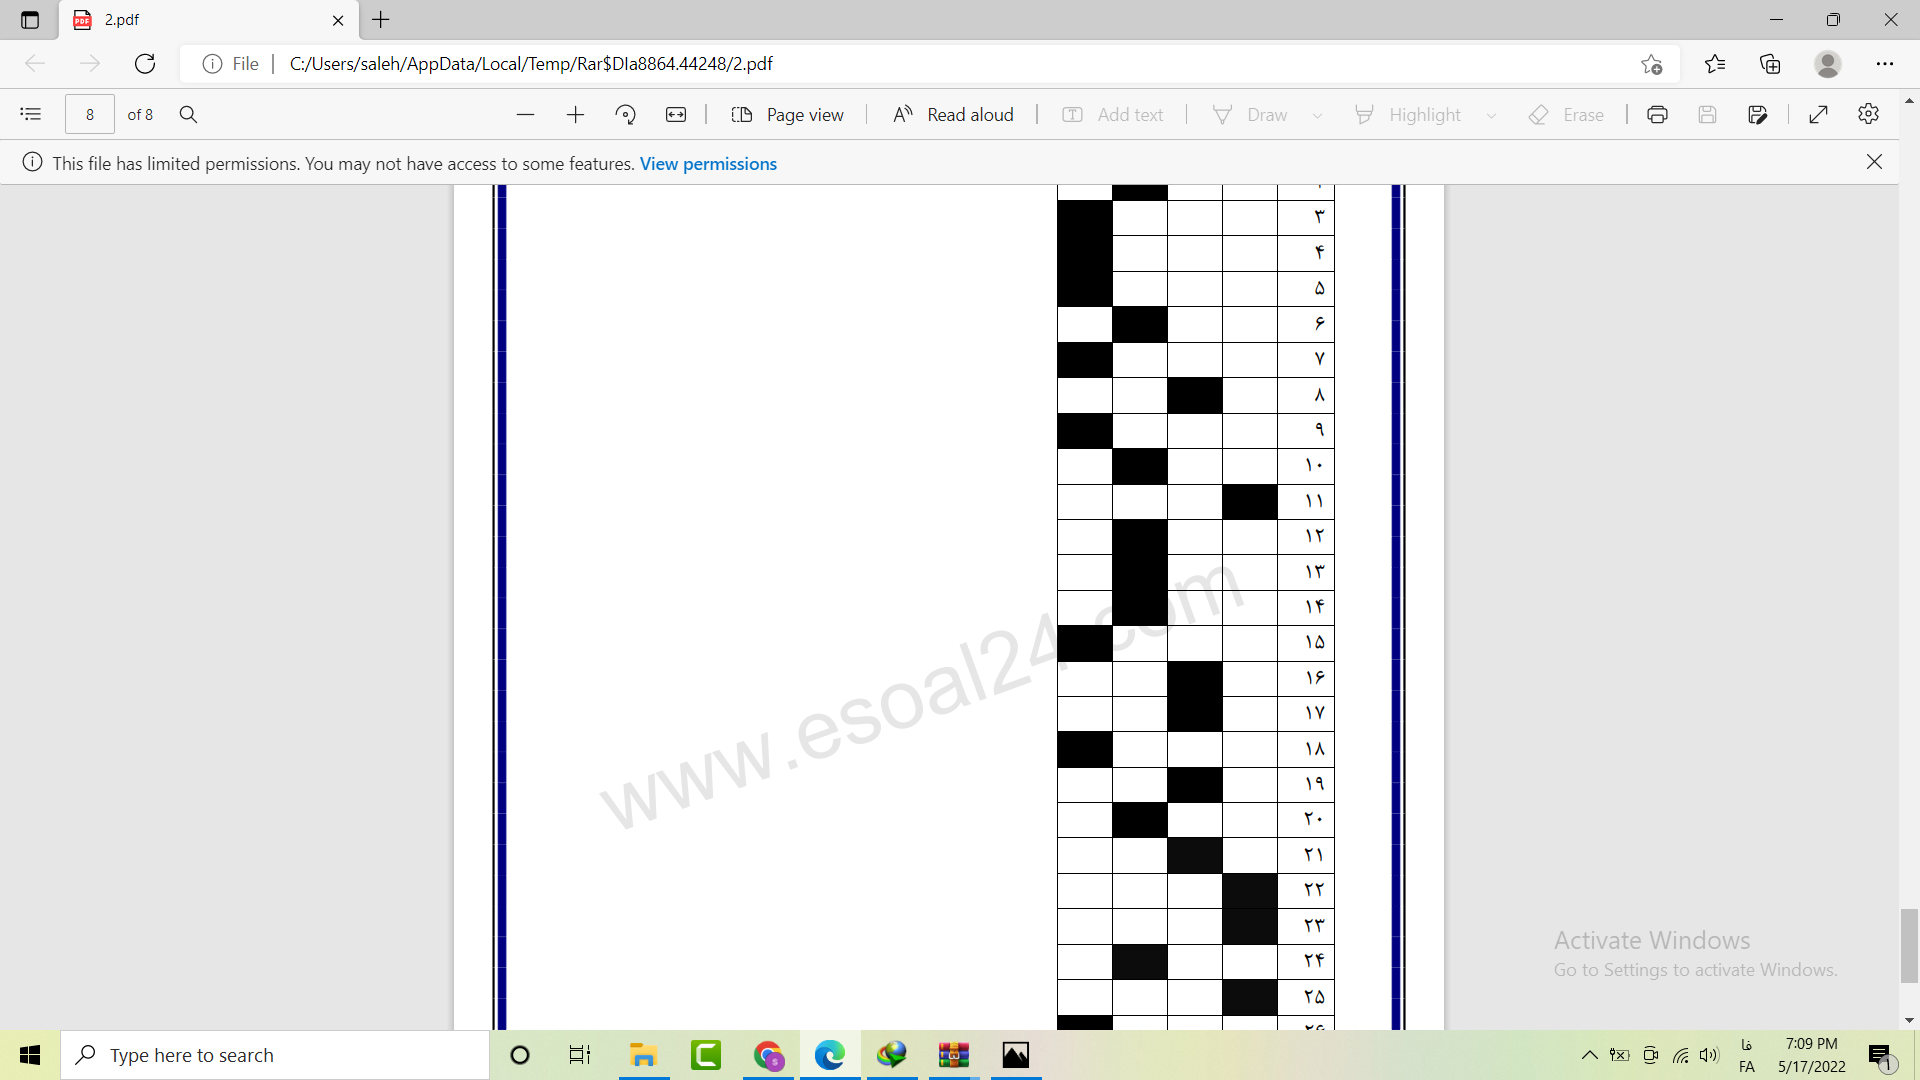 2.pdf
File
C:/Users/saleh/AppData/Local/Temp/Rar$DIa8864.44248/2.pdf
8 of 8
Page view
Read aloud
Add text
Draw
Highlight
Erase
This file has limited permissions. You may not have access to some features. View permissions
۳
۴
۵
۶
۷
۸
۹
۱۰
۱۱
۱۲
۱۳
۱۴
۱۵
۱۶
۱۷
۱۸
۱۹
۲۰
۲۱
۲۲
۲۳
۲۴
۲۵
www.esoal24.com
Activate Windows
Go to Settings to activate Windows.
Type here to search
فا
FA
7:09 PM
5/17/2022
1